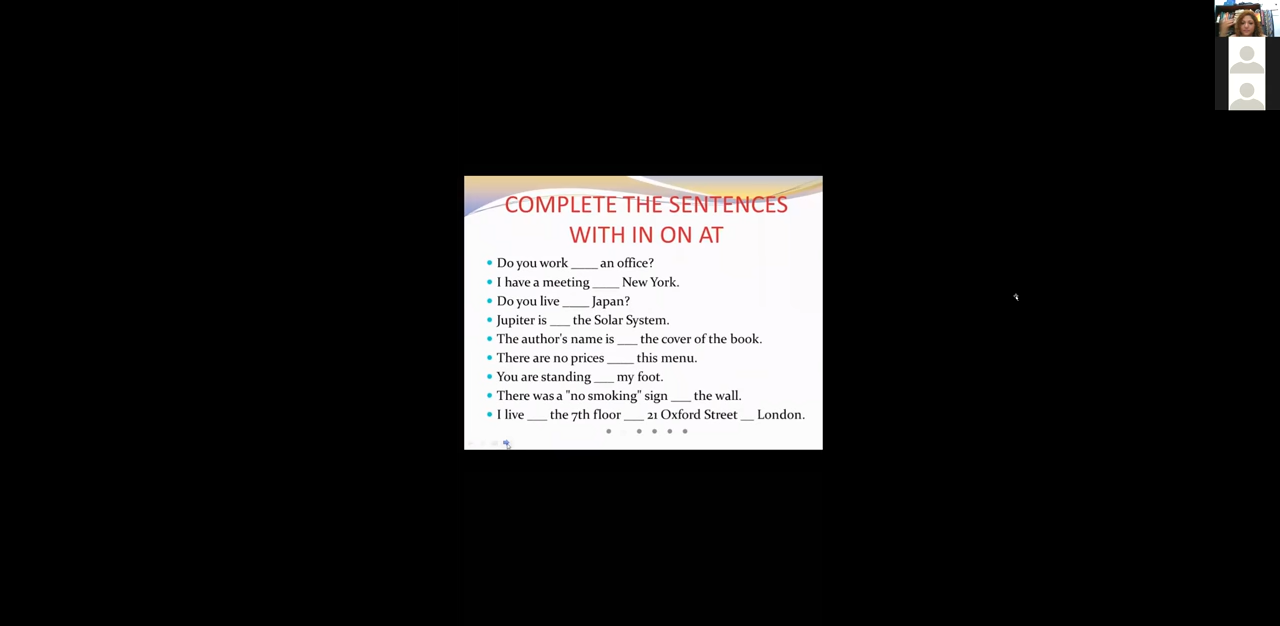 COMPLETE THE SENTENCES
WITH IN ON AT
Do you work ____ an office?
I have a meeting ____ New York.
Do you live ____ Japan?
Jupiter is ___ the Solar System.
The author's name is ___ the cover of the book.
There are no prices ____ this menu.
You are standing ___ my foot.
There was a "no smoking" sign ___ the wall.
I live ___ the 7th floor ___ 21 Oxford Street __ London.